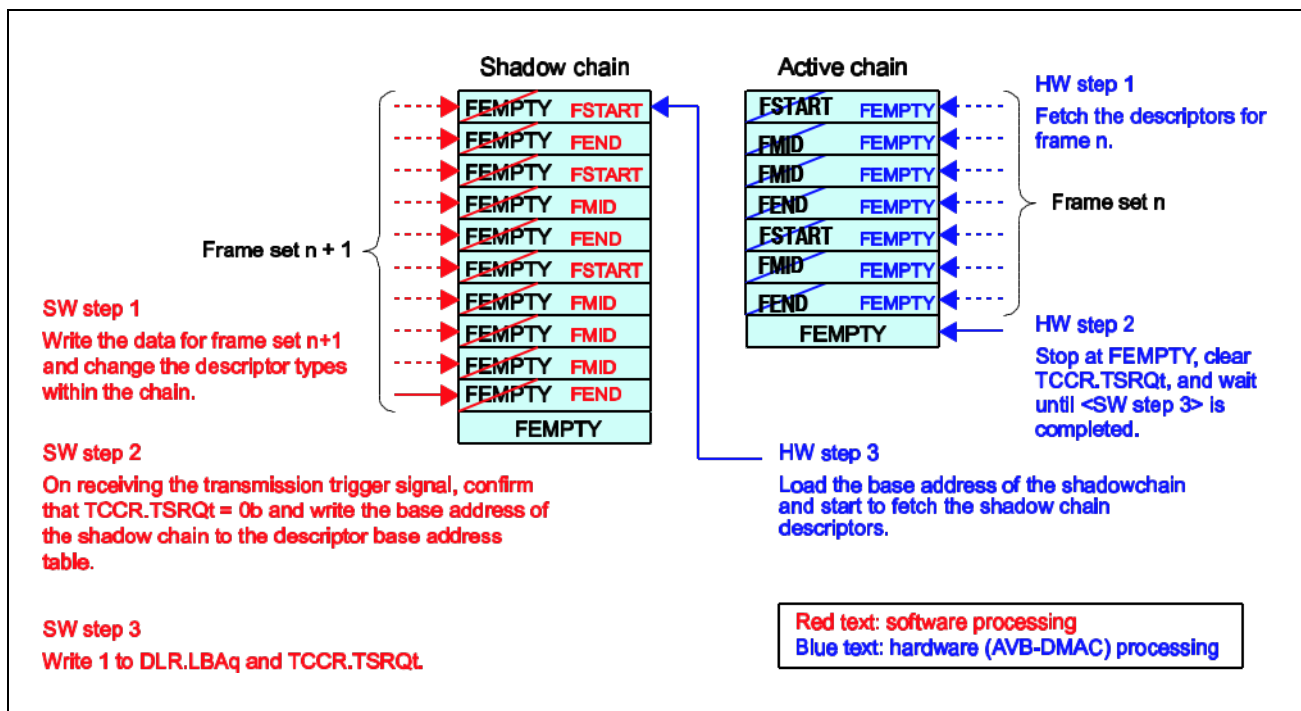 Shadow chain
FEMPTY FSTART
FEMPTY FEND
FEMPTY FSTART
FEMPTY FMID
FEMPTY FEND
FEMPTY FSTART
FEMPTY FMID
FEMPTY FMID
FEMPTY FMID
FEMPTY FEND
FEMPTY
Frame set n + 1
Active chain
FSTART FEMPTY
FMID FEMPTY
FMID FEMPTY
FEND FEMPTY
FSTART FEMPTY
FMID FEMPTY
FEND FEMPTY
FEMPTY
Frame set n
HW step 1
Fetch the descriptors for
frame n.
HW step 2
Stop at FEMPTY, clear
TCCR.TSRQt, and wait
until <SW step 3> is
completed.
HW step 3
Load the base address of the shadowchain
and start to fetch the shadow chain
descriptors.
SW step 1
Write the data for frame set n+1
and change the descriptor types
within the chain.
SW step 2
On receiving the transmission trigger signal, confirm
that TCCR.TSRQt = 0b and write the base address of
the shadow chain to the descriptor base address
table.
SW step 3
Write 1 to DLR.LBAq and TCCR.TSRQt.
Red text: software processing
Blue text: hardware (AVB-DMAC) processing